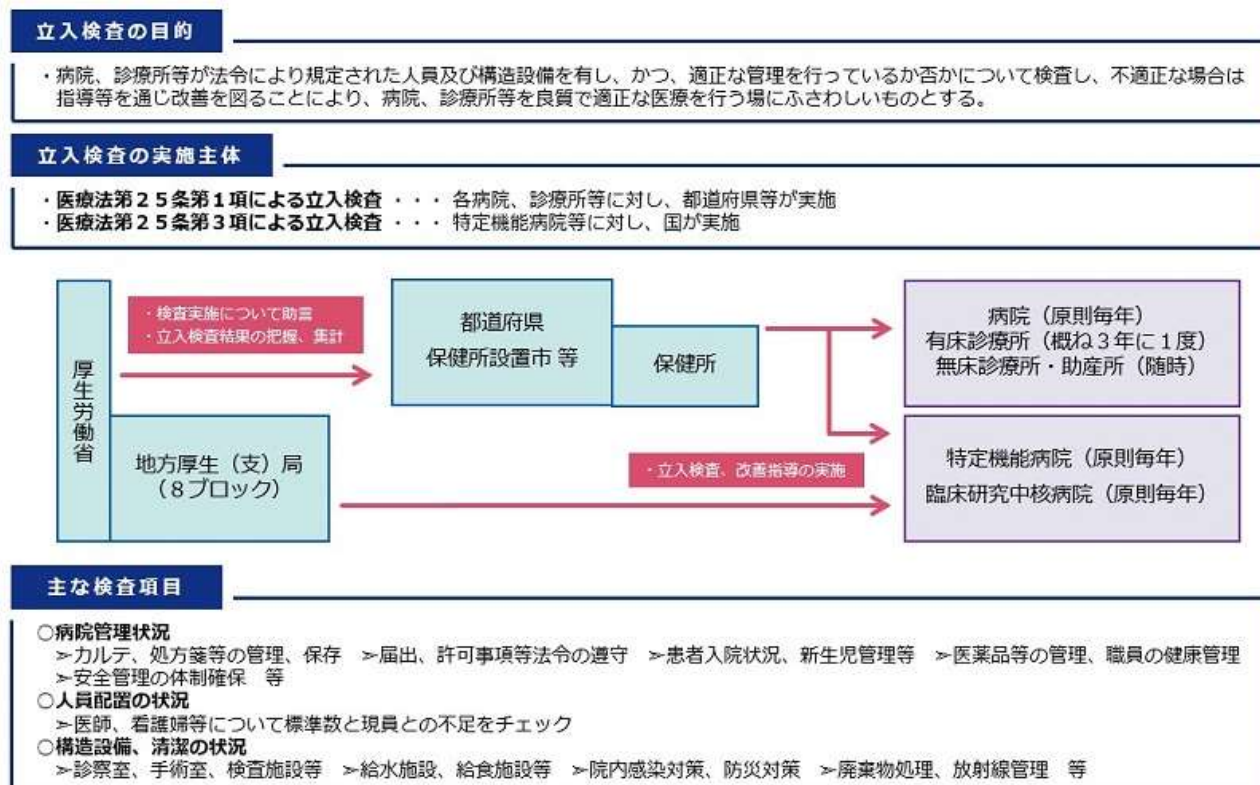 立入検査の目的
・病院、診療所等が法令により規定された人員及び構造設備を有し、かつ、適正な管理を行っているか否かについて検査し、不適正な場合は
指導等を通じ改善を図ることにより、病院、診療所等を良質で適正な医療を行う場にふさわしいものとする。
立入検査の実施主体
・医療法第２５条第１項による立入検査 ・・・ 各病院、診療所等に対し、都道府県等が実施
・医療法第２５条第３項による立入検査 ・・・ 特定機能病院等に対し、国が実施
厚生労働省
・検査実施について助言
・立入検査結果の把握、集計
都道府県
保健所設置市 等
保健所
病院（原則毎年）
有床診療所（概ね３年に１度）
無床診療所・助産所（随時）
地方厚生（支）局
（８ブロック）
・立入検査、改善指導の実施
特定機能病院（原則毎年）
臨床研究中核病院（原則毎年）
主な検査項目
○病院管理状況
➢カルテ、処方箋等の管理、保存 ➢届出、許可事項等法令の遵守 ➢患者入院状況、新生児管理等 ➢医薬品等の管理、職員の健康管理
➢安全管理の体制確保 等
○人員配置の状況
➢医師、看護婦等について標準数と現員との不足をチェック
○構造設備、清潔の状況
➢診察室、手術室、検査施設等 ➢給水施設、給食施設等 ➢院内感染対策、防災対策 ➢廃棄物処理、放射線管理 等